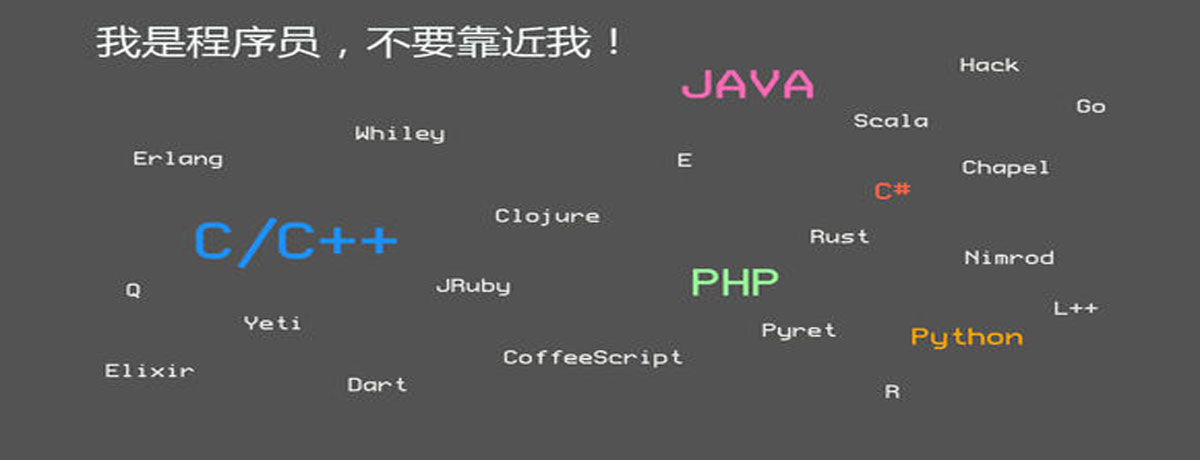 我是程序员，不要靠近我！
Hack
JAVA
Go
Scala
Whiley
Erlang
E
Chapel
C#
Clojure
Rust
C/C++
Nimrod
PHP
JRuby
Q
L++
Yeti
Pyret
Python
CoffeeScript
Elixir
Dart
R